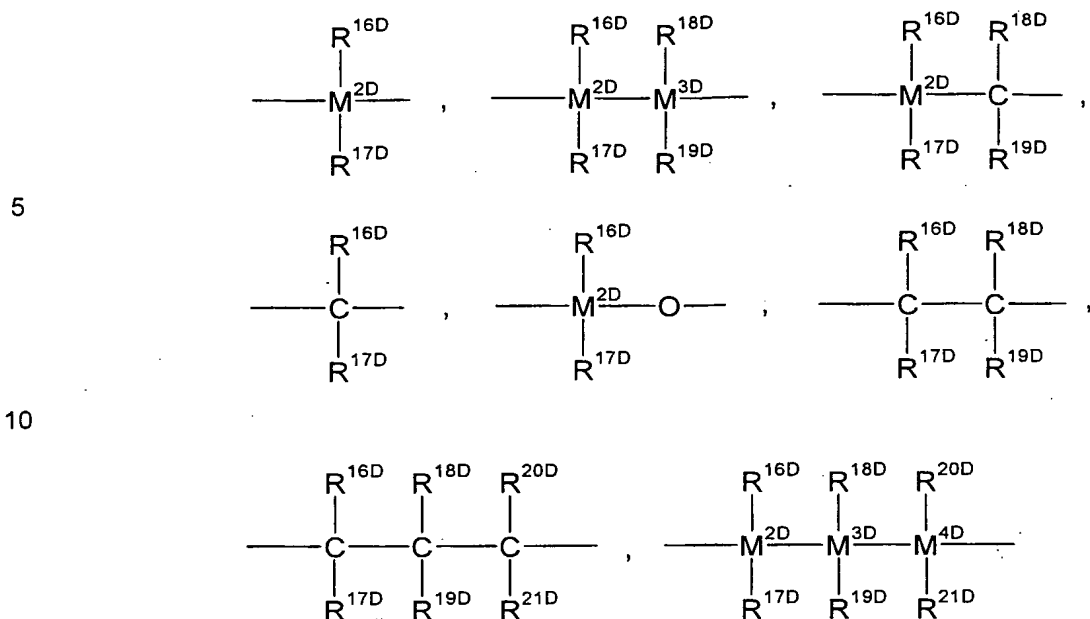 R16D R16D R18D R16D R18D
M2D , M2D M3D , M2D C ,
R17D R17D R19D R17D R19D
5
R16D R16D R16D R18D
C , M2D O , C C ,
R17D R17D R17D R19D
10
R16D R18D R20D R16D R18D R20D
C C C , M2D M3D M4D
R17D R19D R21D R17D R19D R21D